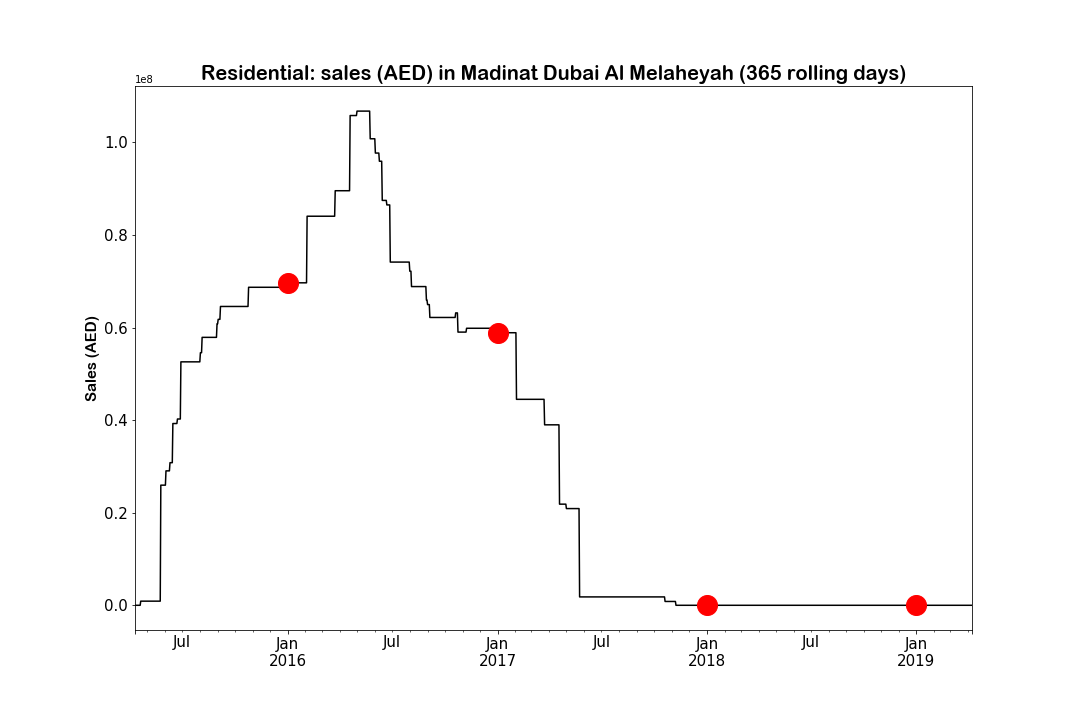 Residential: sales (AED) in Madinat Dubai Al Melaheyah (365 rolling days)
1e8
1.0
0.8
0.6
0.4
0.2
0.0
Sales (AED)
Jul Jan Jul Jan Jul Jan Jul Jan
2016 2017 2018 2019